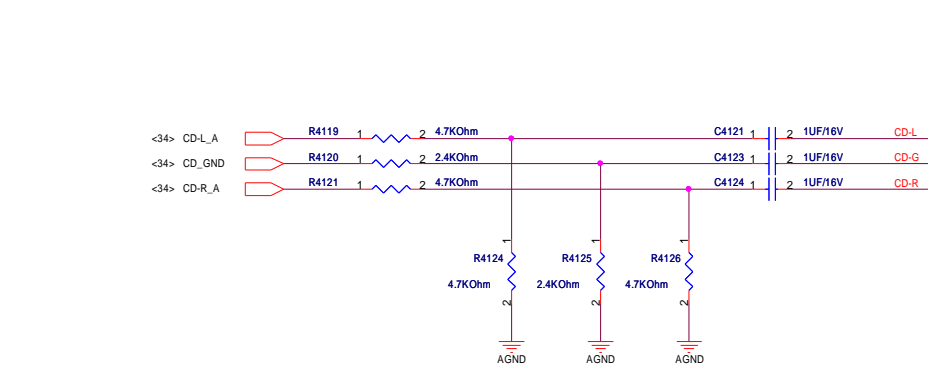 <34> CD-L_A R4119 1 2 4.7KOhm C4121 1 2 1UF/16V CD-L
<34> CD_GND R4120 1 2 2.4KOhm C4123 1 2 1UF/16V CD-G
<34> CD-R_A R4121 1 2 4.7KOhm C4124 1 2 1UF/16V CD-R
1 1 1
R4124 R4125 R4126
4.7KOhm 2.4KOhm 4.7KOhm
2 2 2
AGND AGND AGND